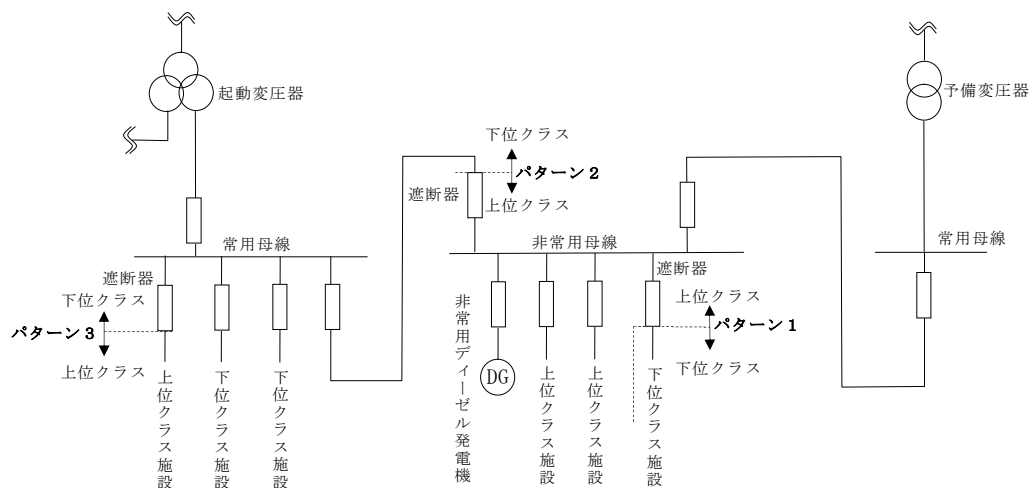 起動変圧器
予備変圧器
下位クラス
パターン2
遮断器
上位クラス
常用母線
非常用母線
常用母線
遮断器
遮断器
下位クラス
パターン3
上位クラス
上位クラス
パターン1
下位クラス
上位クラス施設
下位クラス施設
下位クラス施設
非常用ディーゼル発電機
DG
上位クラス施設
上位クラス施設
下位クラス施設